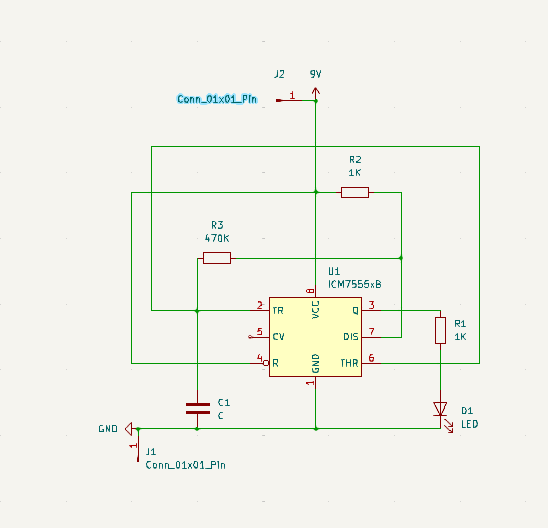 J2
9V
Conn_01x01_Pin
1
R2
1K
R3
470K
U1
ICM7555xB
8
VCC
2
TR
Q
3
R1
1K
5
CV
DIS
7
4
R
GND
THR
6
1
C1
C
D1
LED
GND
1
J1
Conn_01x01_Pin